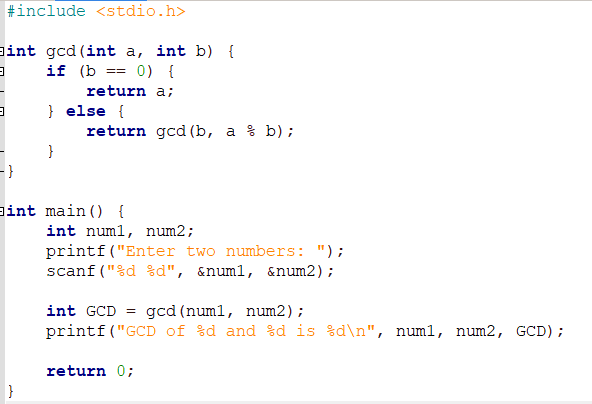 #include <stdio.h>

int gcd(int a, int b) {
    if (b == 0) {
        return a;
    } else {
        return gcd(b, a % b);
    }
}

int main() {
    int num1, num2;
    printf("Enter two numbers: ");
    scanf("%d %d", &num1, &num2);

    int GCD = gcd(num1, num2);
    printf("GCD of %d and %d is %d\n", num1, num2, GCD);

    return 0;
}